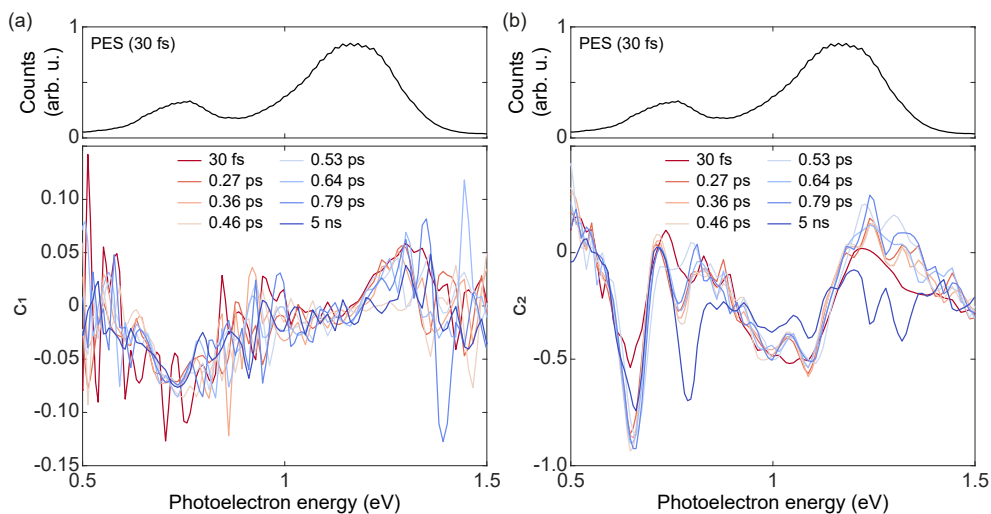 (a)
PES (30 fs)
Counts
(arb. u.)
1
0
30 fs
0.27 ps
0.36 ps
0.46 ps
0.53 ps
0.64 ps
0.79 ps
5 ns
c₁
0.10
0.05
0
-0.05
-0.10
-0.15
0.5
1
1.5
Photoelectron energy (eV)
(b)
PES (30 fs)
Counts
(arb. u.)
1
0
30 fs
0.27 ps
0.36 ps
0.46 ps
0.53 ps
0.64 ps
0.79 ps
5 ns
c₂
0.5
0
-0.5
-1.0
0.5
1
1.5
Photoelectron energy (eV)